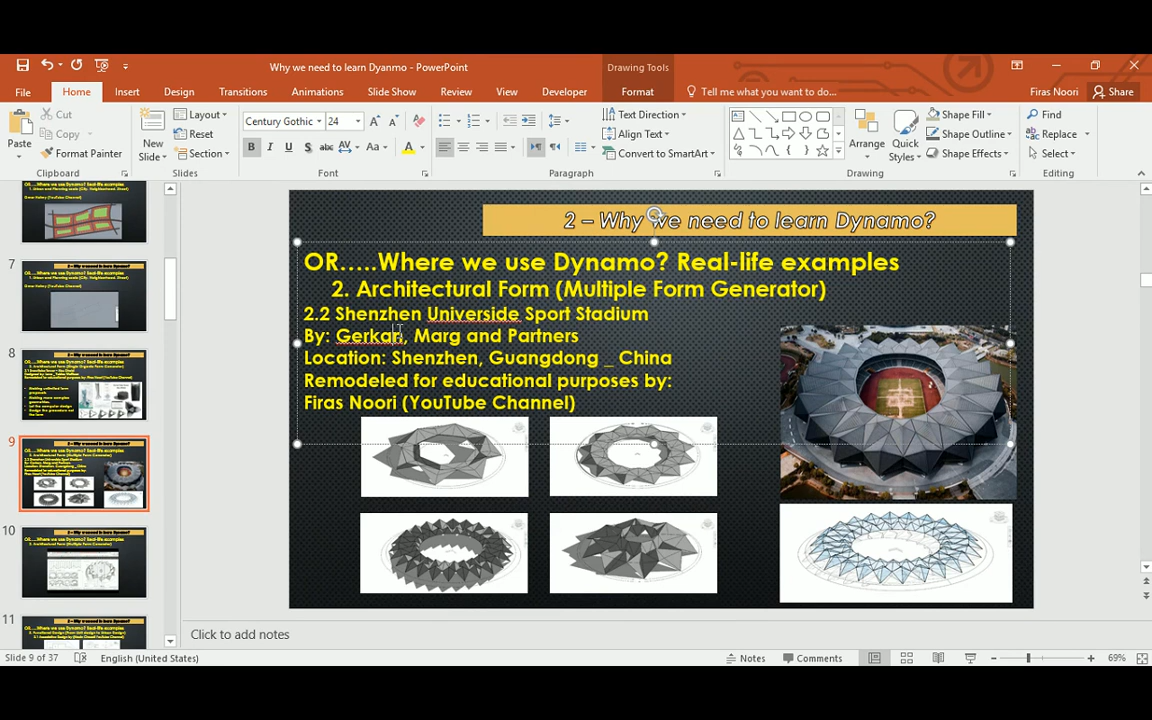 Why we need to learn Dyanmo - PowerPoint
Drawing Tools
File
Home
Insert
Design
Transitions
Animations
Slide Show
Review
View
Developer
Format
Tell me what you want to do...
Firas Noori
Share
Paste
Cut
Copy
Format Painter
Clipboard
New
Slide
Layout
Reset
Section
Slides
Century Gothic
24
Font
Text Direction
Align Text
Convert to SmartArt
Paragraph
Arrange
Quick
Styles
Shape Fill
Shape Outline
Shape Effects
Drawing
Find
Replace
Select
Editing
7
8
9
10
11
2 – Why we need to learn Dynamo?
OR…..Where we use Dynamo? Real-life examples
2. Architectural Form (Multiple Form Generator)
2.2 Shenzhen Universide Sport Stadium
By: Gerkan, Marg and Partners
Location: Shenzhen, Guangdong _ China
Remodeled for educational purposes by:
Firas Noori (YouTube Channel)
Click to add notes
Slide 9 of 37
English (United States)
Notes
Comments
69%